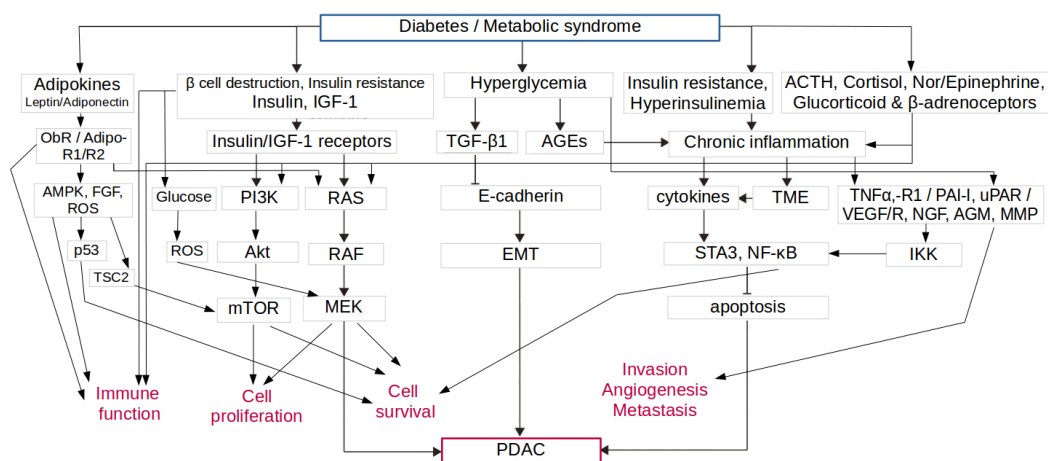 Diabetes / Metabolic syndrome
Adipokines
Leptin/Adiponectin
β cell destruction, Insulin resistance
Insulin, IGF-1
Hyperglycemia
Insulin resistance,
Hyperinsulinemia
ACTH, Cortisol, Nor/Epinephrine,
Glucorticoid & β-adrenoceptors
ObR / Adipo-
R1/R2
Insulin/IGF-1 receptors
TGF-β1
AGEs
Chronic inflammation
AMPK, FGF,
ROS
Glucose
PI3K
RAS
E-cadherin
cytokines
TME
TNFα,-R1 / PAI-I, uPAR /
VEGF/R, NGF, AGM, MMP
p53
ROS
Akt
RAF
EMT
STA3, NF-κB
IKK
TSC2
mTOR
MEK
apoptosis
Immune
function
Cell
proliferation
Cell
survival
Invasion
Angiogenesis
Metastasis
PDAC